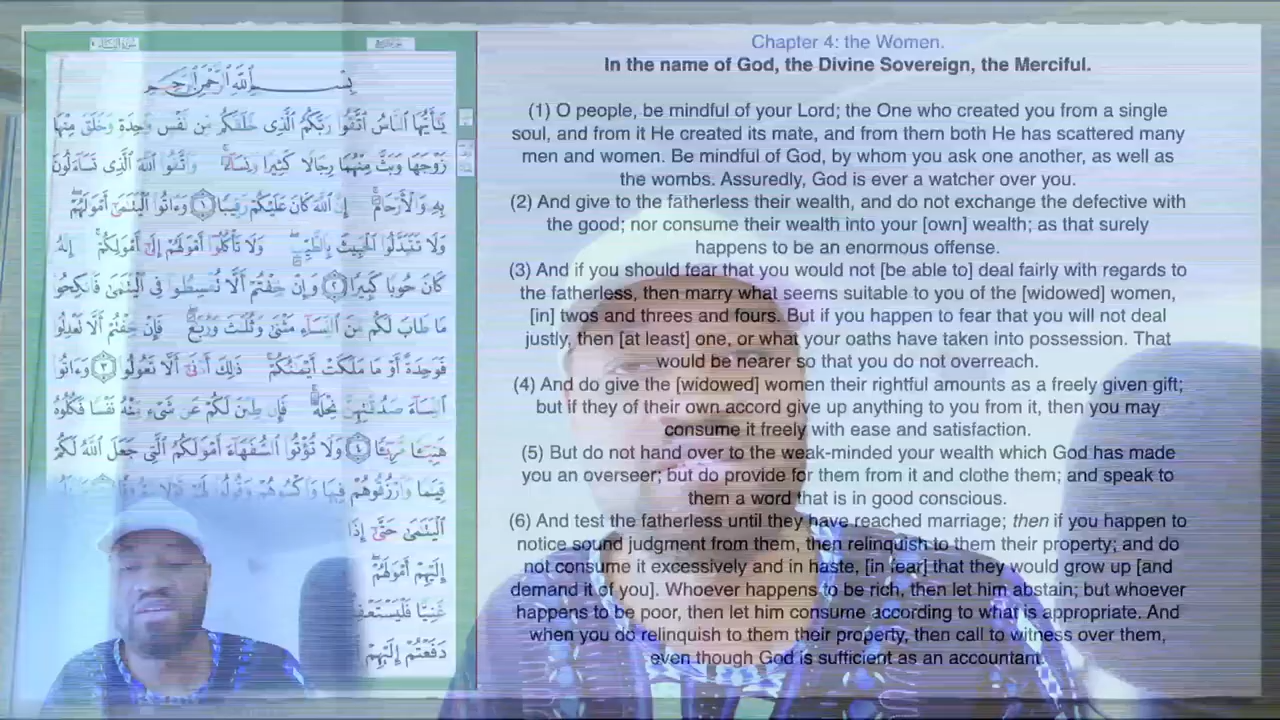 سُورَةُ النِّسَاء ٤
بِسْمِ ٱللَّهِ ٱلرَّحْمَٰنِ ٱلرَّحِيمِ
يَٰٓأَيُّهَا ٱلنَّاسُ ٱتَّقُوا۟ رَبَّكُمُ ٱلَّذِى خَلَقَكُم مِّن نَّفْسٍ وَٰحِدَةٍ وَخَلَقَ مِنْهَا
زَوْجَهَا وَبَثَّ مِنْهُمَا رِجَالًا كَثِيرًا وَنِسَآءً ۚ وَٱتَّقُوا۟ ٱللَّهَ ٱلَّذِى تَسَآءَلُونَ
بِهِۦ وَٱلْأَرْحَامَ ۚ إِنَّ ٱللَّهَ كَانَ عَلَيْكُمْ رَقِيبًا ١ وَءَاتُوا۟ ٱلْيَتَٰمَىٰٓ أَمْوَٰلَهُمْ ۖ
وَلَا تَتَبَدَّلُوا۟ ٱلْخَبِيثَ بِٱلطَّيِّبِ ۖ وَلَا تَأْكُلُوٓا۟ أَمْوَٰلَهُمْ إِلَىٰٓ أَمْوَٰلِكُمْ ۚ إِنَّهُۥ
كَانَ حُوبًا كَبِيرًا ٢ وَإِنْ خِفْتُمْ أَلَّا تُقْسِطُوا۟ فِى ٱلْيَتَٰمَىٰ فَٱنكِحُوا۟
مَا طَابَ لَكُم مِّنَ ٱلنِّسَآءِ مَثْنَىٰ وَثُلَٰثَ وَرُبَٰعَ ۖ فَإِنْ خِفْتُمْ أَلَّا تَعْدِلُوا۟
فَوَٰحِدَةً أَوْ مَا مَلَكَتْ أَيْمَٰنُكُمْ ۚ ذَٰلِكَ أَدْنَىٰٓ أَلَّا تَعُولُوا۟ ٣ وَءَاتُوا۟
ٱلنِّسَآءَ صَدُقَٰتِهِنَّ نِحْلَةً ۚ فَإِن طِبْنَ لَكُمْ عَن شَىْءٍ مِّنْهُ نَفْسًا فَكُلُوهُ
هَنِيٓـًٔا مَّرِيٓـًٔا ٤ وَلَا تُؤْتُوا۟ ٱلسُّفَهَآءَ أَمْوَٰلَكُمُ ٱلَّتِى جَعَلَ ٱللَّهُ لَكُمْ
قِيَٰمًا وَٱرْزُقُوهُمْ فِيهَا وَٱكْسُوهُمْ وَقُولُوا۟ لَهُمْ
ٱلْيَتَٰمَىٰ حَتَّىٰٓ إِذَا
إِلَيْهِمْ أَمْوَٰلَهُمْ ۖ
غَنِيًّا فَلْيَسْتَعْفِفْ
دَفَعْتُمْ إِلَيْهِمْ
Chapter 4: the Women.
In the name of God, the Divine Sovereign, the Merciful.
(1) O people, be mindful of your Lord; the One who created you from a single
soul, and from it He created its mate, and from them both He has scattered many
men and women. Be mindful of God, by whom you ask one another, as well as
the wombs. Assuredly, God is ever a watcher over you.
(2) And give to the fatherless their wealth, and do not exchange the defective with
the good; nor consume their wealth into your [own] wealth; as that surely
happens to be an enormous offense.
(3) And if you should fear that you would not [be able to] deal fairly with regards to
the fatherless, then marry what seems suitable to you of the [widowed] women,
[in] twos and threes and fours. But if you happen to fear that you will not deal
justly, then [at least] one, or what your oaths have taken into possession. That
would be nearer so that you do not overreach.
(4) And do give the [widowed] women their rightful amounts as a freely given gift;
but if they of their own accord give up anything to you from it, then you may
consume it freely with ease and satisfaction.
(5) But do not hand over to the weak-minded your wealth which God has made
you an overseer; but do provide for them from it and clothe them; and speak to
them a word that is in good conscious.
(6) And test the fatherless until they have reached marriage; then if you happen to
notice sound judgment from them, then relinquish to them their property; and do
not consume it excessively and in haste, [in fear] that they would grow up [and
demand it of you]. Whoever happens to be rich, then let him abstain; but whoever
happens to be poor, then let him consume according to what is appropriate. And
when you do relinquish to them their property, then call to witness over them,
even though God is sufficient as an accountant.